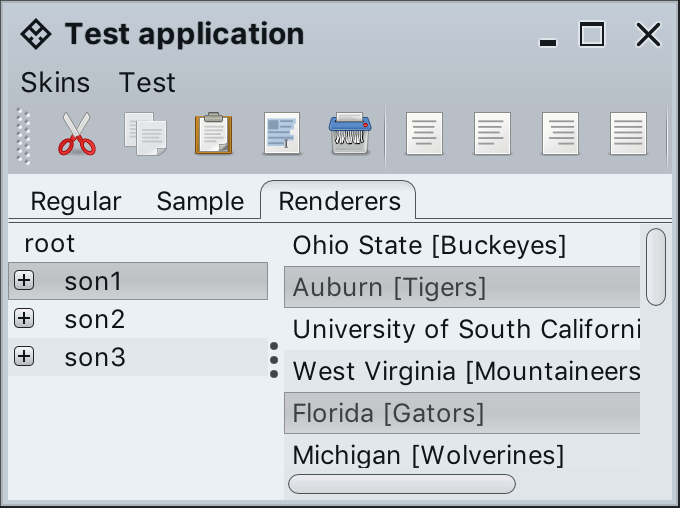 Test application
Skins Test
Regular Sample Renderers
root
son1
son2
son3
Ohio State [Buckeyes]
Auburn [Tigers]
University of South Californi
West Virginia [Mountaineers
Florida [Gators]
Michigan [Wolverines]